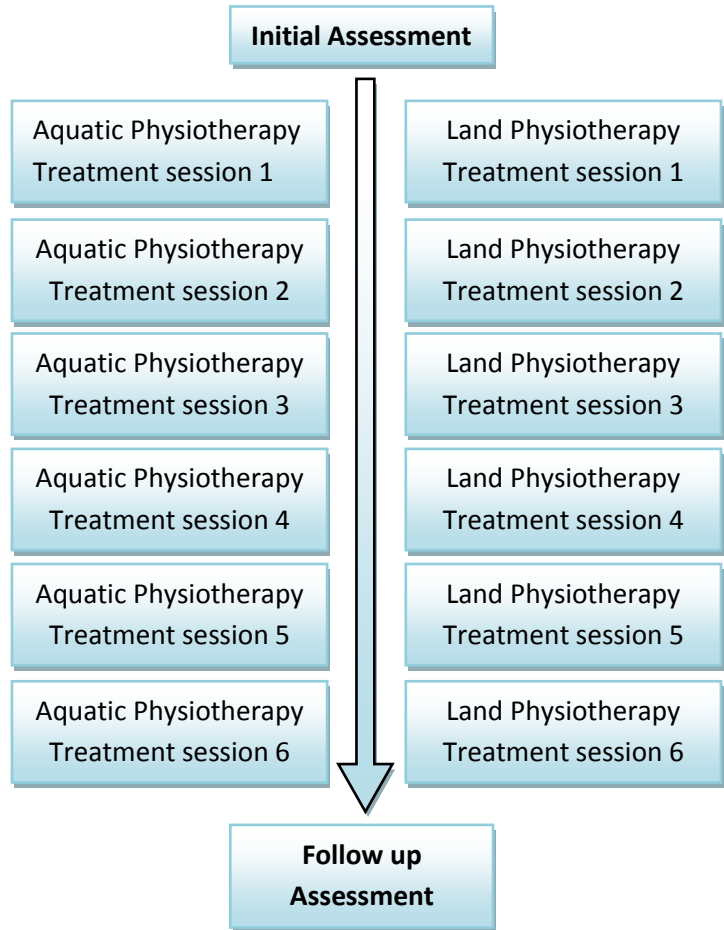 Initial Assessment
Aquatic Physiotherapy
Treatment session 1
Land Physiotherapy
Treatment session 1
Aquatic Physiotherapy
Treatment session 2
Land Physiotherapy
Treatment session 2
Aquatic Physiotherapy
Treatment session 3
Land Physiotherapy
Treatment session 3
Aquatic Physiotherapy
Treatment session 4
Land Physiotherapy
Treatment session 4
Aquatic Physiotherapy
Treatment session 5
Land Physiotherapy
Treatment session 5
Aquatic Physiotherapy
Treatment session 6
Land Physiotherapy
Treatment session 6
Follow up
Assessment